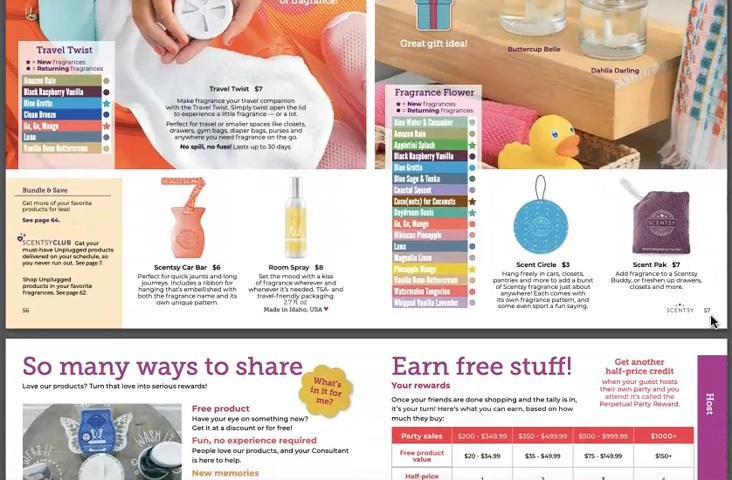 of fragrance!
Travel Twist
★ = New fragrances
● = Returning fragrances
Amazon Rain
Black Raspberry Vanilla
Blue Grotto
Clean Breeze
Go, Go, Mango
Luna
Vanilla Bean Buttercream
Travel Twist $7
Make fragrance your travel companion
with the Travel Twist. Simply twist open the lid
to experience a little fragrance — or a lot.
Perfect for travel or smaller spaces like closets,
drawers, gym bags, diaper bags, purses and
anywhere you need fragrance on the go.
No spill, no fuss! Lasts up to 30 days.
Bundle & Save
Get more of your favorite
products for less!
See page 64.
SCENTSYCLUB Get your
must-have Unplugged products
delivered on your schedule, so
you never run out. See page 7.
Shop Unplugged
products in your favorite
fragrances. See page 62.
56
Scentsy Car Bar $6
Perfect for quick jaunts and long
journeys. Includes a ribbon for
hanging that's embellished with
both the fragrance name and its
own unique pattern.
Room Spray $8
Set the mood with a kiss
of fragrance wherever and
whenever it's needed. TSA- and
travel-friendly packaging.
2.7 fl. oz.
Made in Idaho, USA ♥
Great gift idea!
Buttercup Belle
Dahlia Darling
Fragrance Flower
★ = New fragrances
● = Returning fragrances
Aloe Water & Cucumber
Amazon Rain
Appletini Splash
Black Raspberry Vanilla
Blue Grotto
Blue Sage & Tonka
Coastal Sunset
Coco(nuts) for Coconuts
Daydream Oasis
Go, Go, Mango
Hibiscus Pineapple
Luna
Magnolia Linen
Pineapple Mango
Vanilla Bean Buttercream
Watermelon Tangerine
Whipped Vanilla Lavender
Scent Circle $3
Hang freely in cars, closets,
pantries and more to add a burst
of Scentsy fragrance just about
anywhere! Each comes with
its own fragrance pattern, and
some even sport a fun saying.
SCENTSY
Scent Pak $7
Add fragrance to a Scentsy
Buddy, or freshen up drawers,
closets and more.
SCENTSY 57
So many ways to share
Love our products? Turn that love into serious rewards!
What's
in it for
me?
WEAR IT
WASH IT
Free product
Have your eye on something new?
Get it at a discount or for free!
Fun, no experience required
People love our products, and your Consultant
is here to help.
New memories
Earn free stuff!
Your rewards
Once your friends are done shopping and the tally is in,
it's your turn! Here's what you can earn, based on how
much they buy:
Get another
half-price credit
when your guests host
their own party and you
attend! It's called the
Perpetual Party Reward.
Host
Party sales $200 - $349.99 $350 - $499.99 $500 - $999.99 $1000+
Free product
value $20 - $34.99 $35 - $49.99 $75 - $149.99 $150+
Half-price